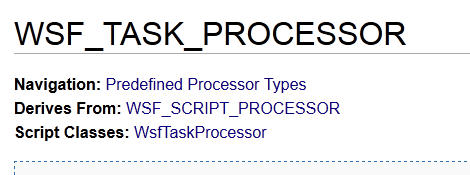 WSF_TASK_PROCESSOR
Navigation: Predefined Processor Types
Derives From: WSF_SCRIPT_PROCESSOR
Script Classes: WsfTaskProcessor